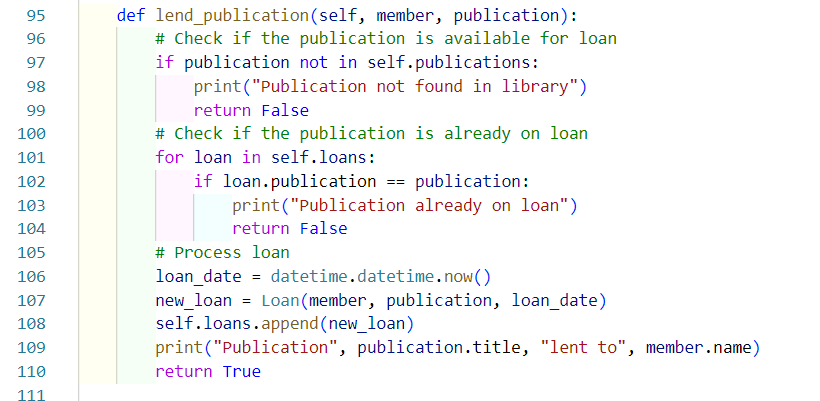 95 def lend_publication(self, member, publication):
96 # Check if the publication is available for loan
97 if publication not in self.publications:
98 print("Publication not found in library")
99 return False
100 # Check if the publication is already on loan
101 for loan in self.loans:
102 if loan.publication == publication:
103 print("Publication already on loan")
104 return False
105 # Process loan
106 loan_date = datetime.datetime.now()
107 new_loan = Loan(member, publication, loan_date)
108 self.loans.append(new_loan)
109 print("Publication", publication.title, "lent to", member.name)
110 return True
111